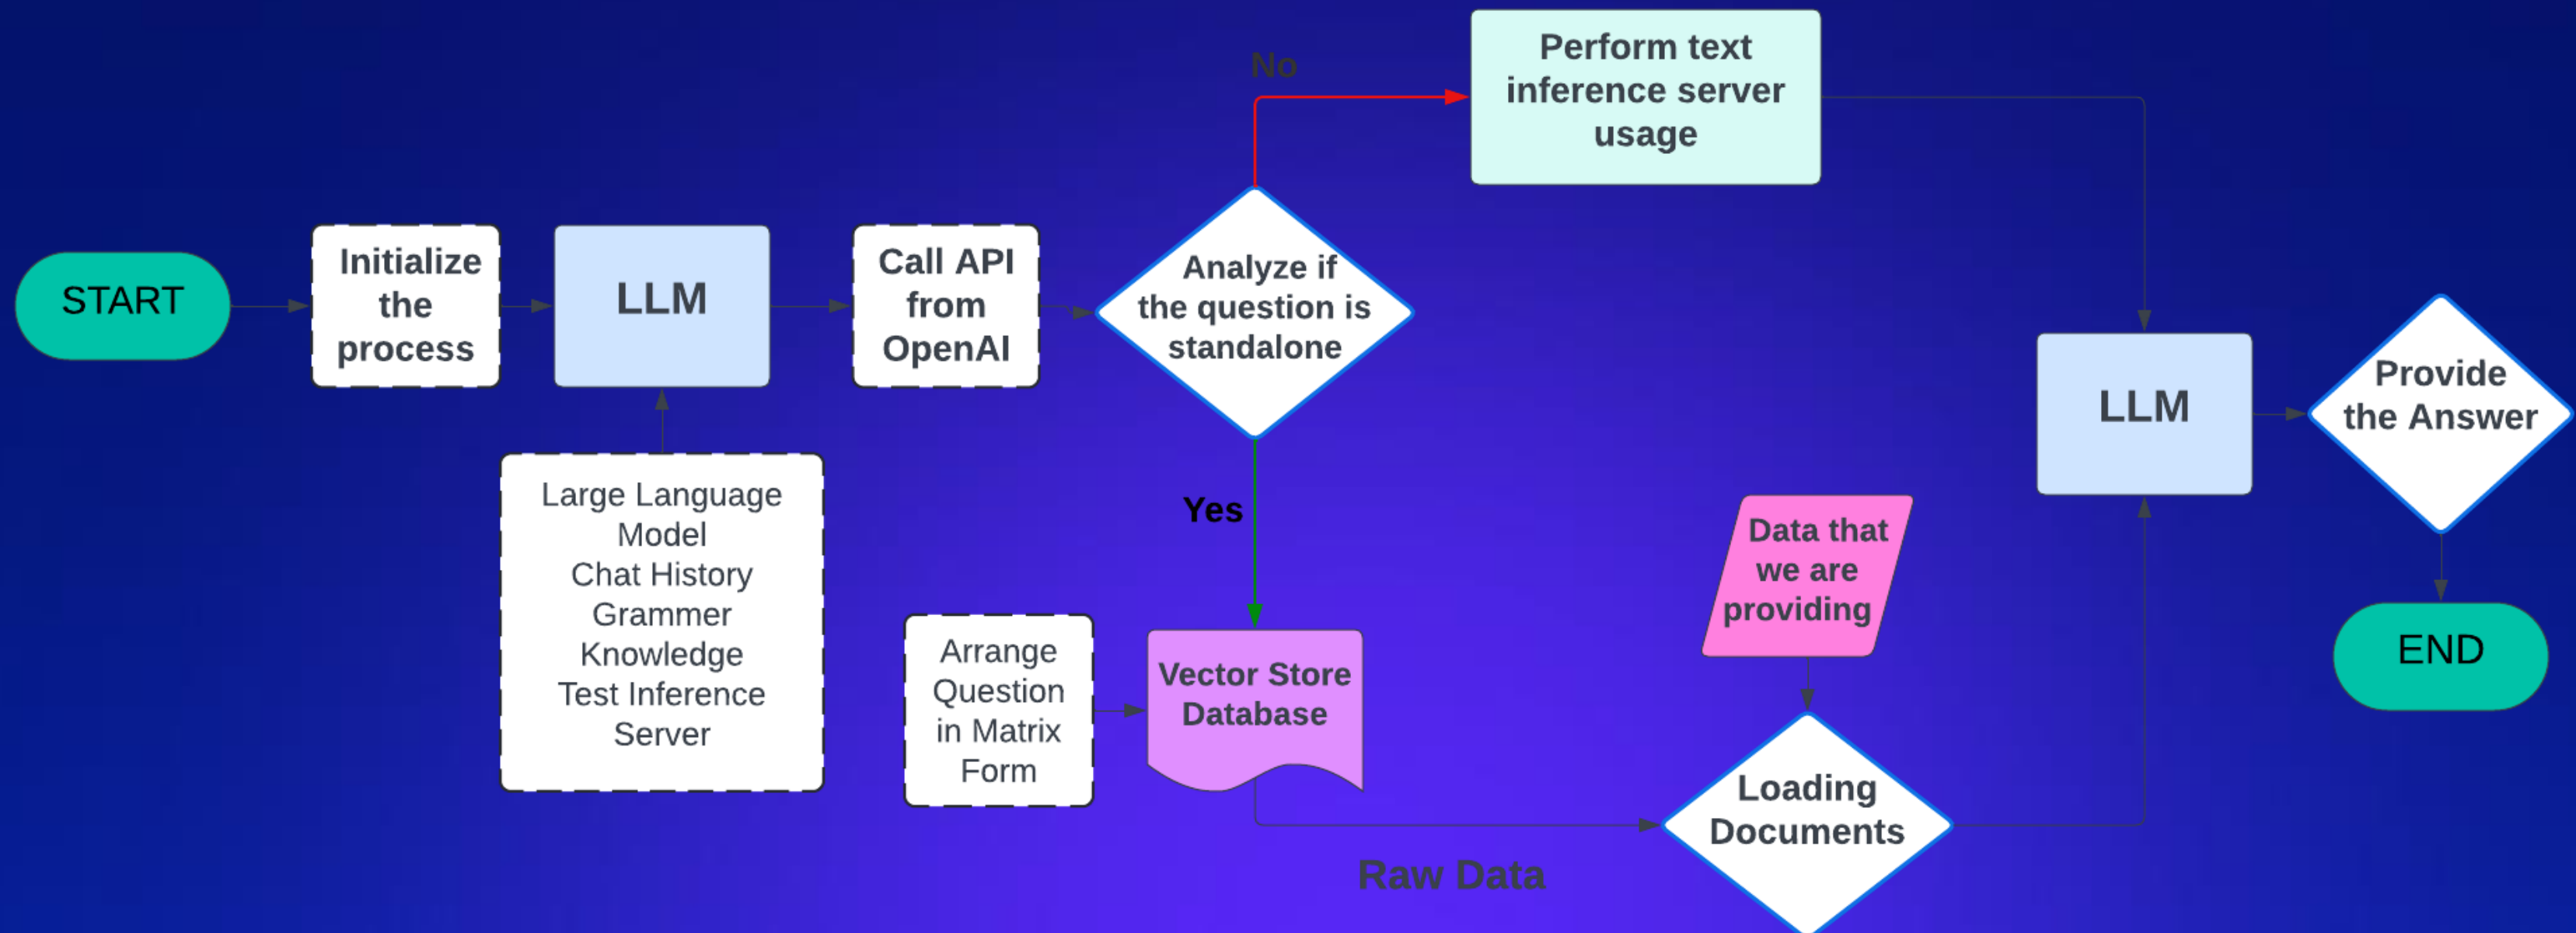 START
Initialize
the
process
LLM
Large Language
Model
Chat History
Grammer
Knowledge
Test Inference
Server
Call API
from
OpenAI
Analyze if
the question is
standalone
No
Perform text
inference server
usage
Yes
Arrange
Question
in Matrix
Form
Vector Store
Database
Raw Data
Data that
we are
providing
Loading
Documents
LLM
Provide
the Answer
END